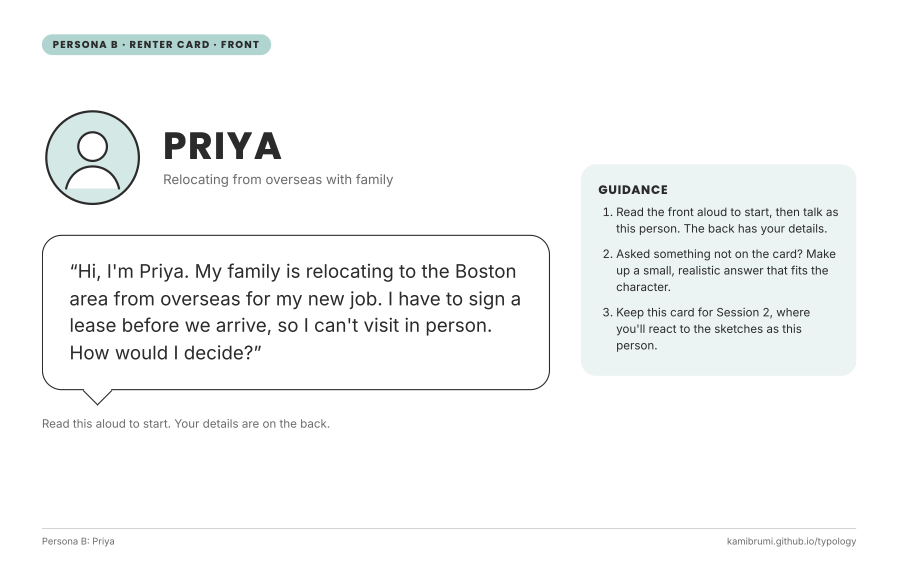 PERSONA B · RENTER CARD · FRONT
PRIYA
Relocating from overseas with family
“Hi, I'm Priya. My family is relocating to the Boston
area from overseas for my new job. I have to sign a
lease before we arrive, so I can't visit in person.
How would I decide?”
Read this aloud to start. Your details are on the back.
GUIDANCE
1. Read the front aloud to start, then talk as
this person. The back has your details.
2. Asked something not on the card? Make
up a small, realistic answer that fits the
character.
3. Keep this card for Session 2, where
you'll react to the sketches as this
person.
Persona B: Priya
kamibrumi.github.io/typology